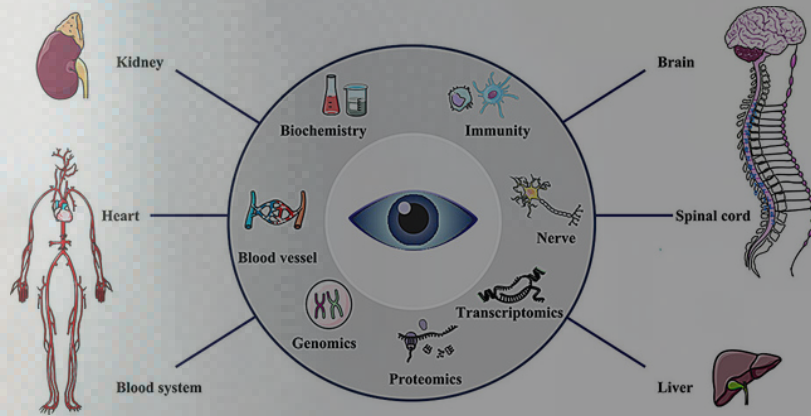 Kidney
Brain
Biochemistry
Immunity
Heart
Spinal cord
Blood vessel
Nerve
Genomics
Transcriptomics
Proteomics
Blood system
Liver